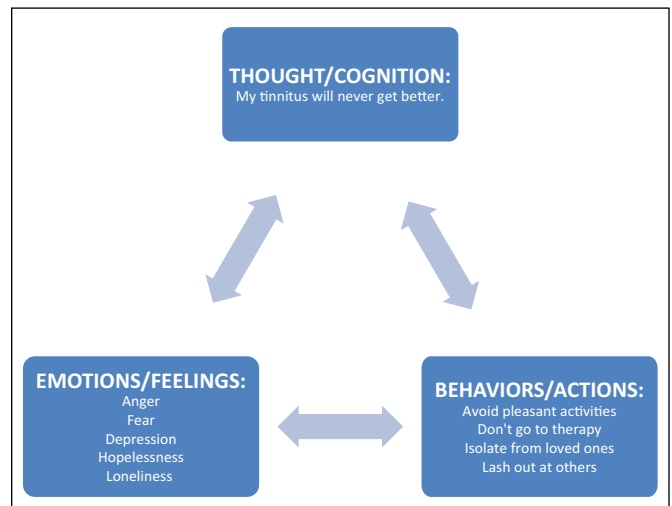 THOUGHT/COGNITION:
My tinnitus will never get better.
EMOTIONS/FEELINGS:
Anger
Fear
Depression
Hopelessness
Loneliness
BEHAVIORS/ACTIONS:
Avoid pleasant activities
Don't go to therapy
Isolate from loved ones
Lash out at others